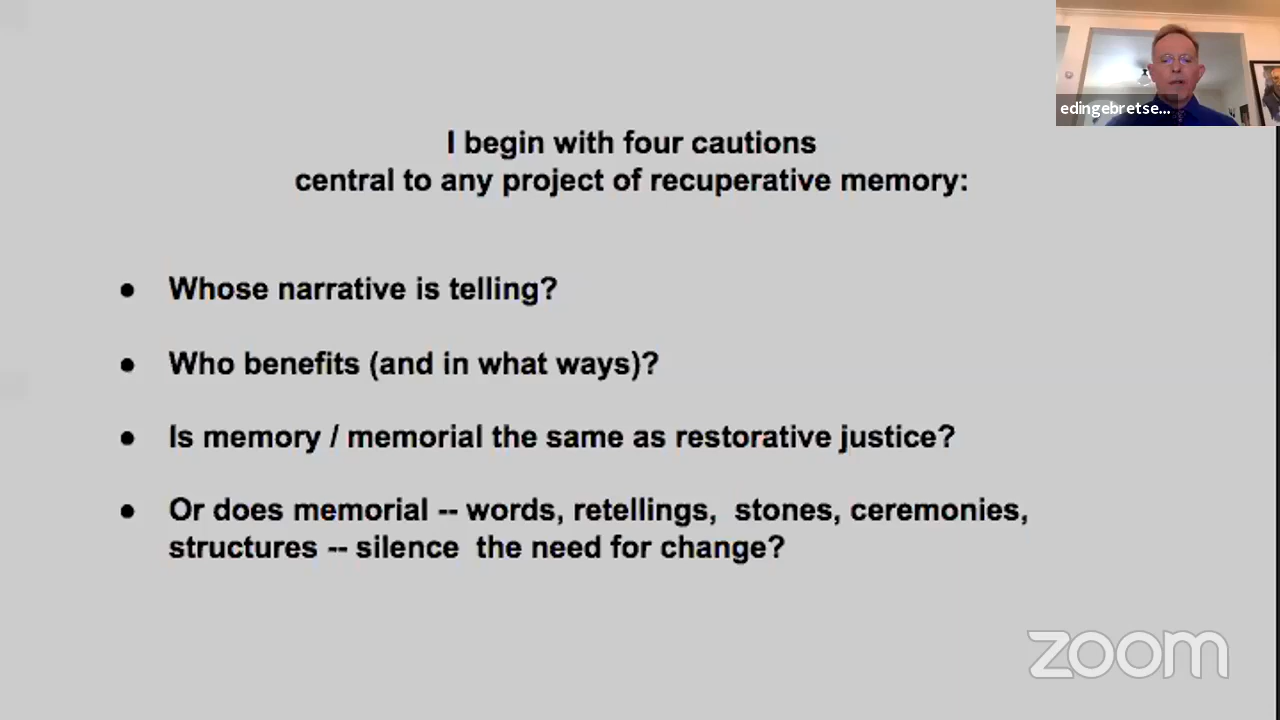 edingebretse...
I begin with four cautions
central to any project of recuperative memory:
● Whose narrative is telling?
● Who benefits (and in what ways)?
● Is memory / memorial the same as restorative justice?
● Or does memorial -- words, retellings,  stones, ceremonies,
structures -- silence  the need for change?
zoom